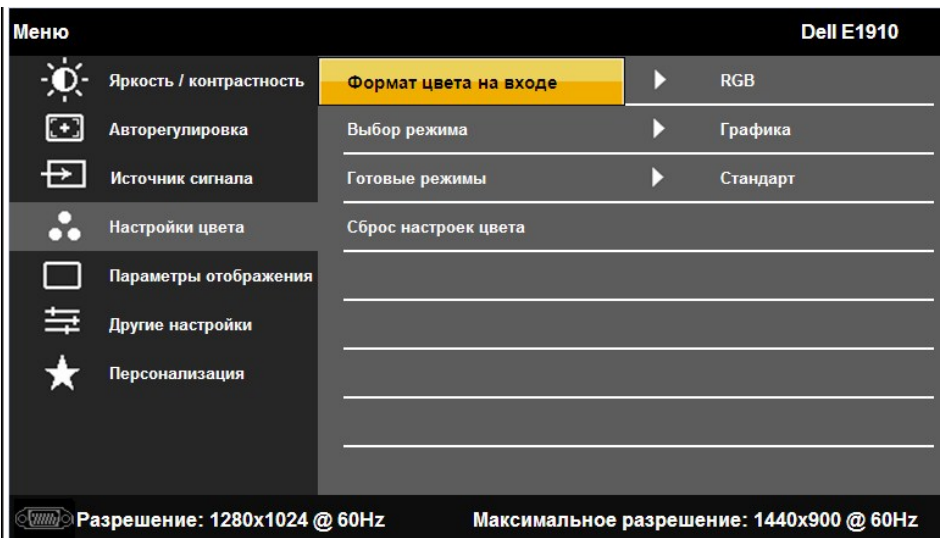 Меню Dell E1910
Яркость / контрастность Формат цвета на входе RGB
Авторегулировка Выбор режима Графика
Источник сигнала Готовые режимы Стандарт
Настройки цвета Сброс настроек цвета
Параметры отображения
Другие настройки
Персонализация
Разрешение: 1280x1024 @ 60Hz Максимальное разрешение: 1440x900 @ 60Hz